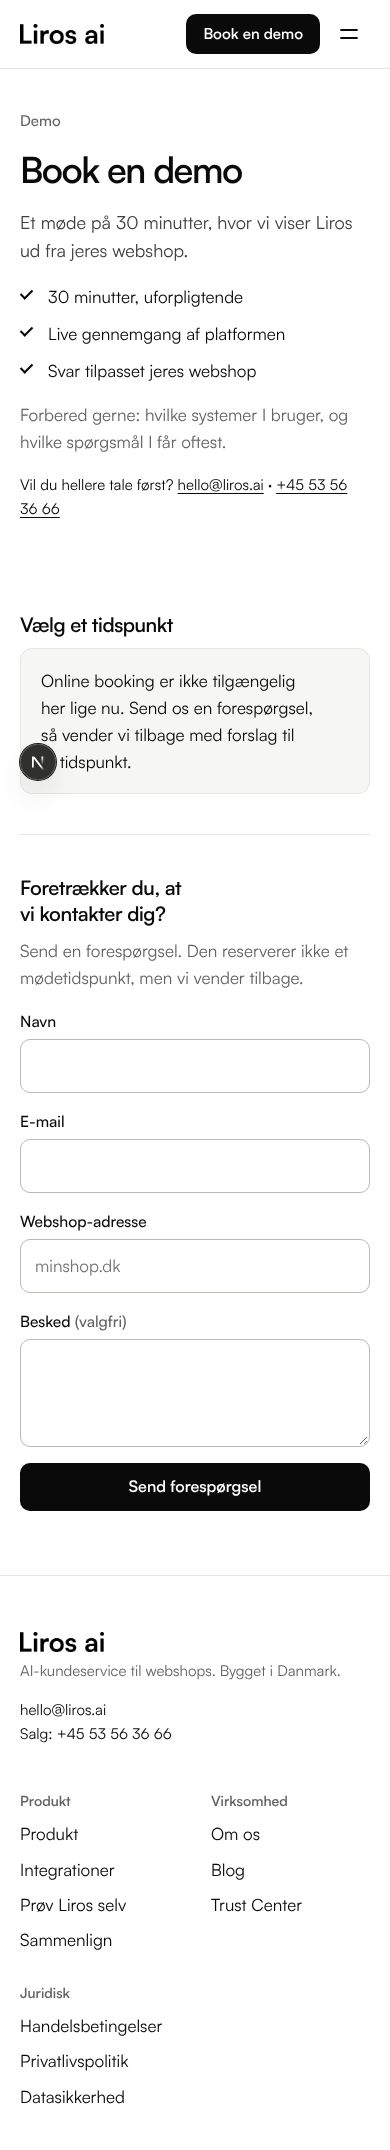 Liros ai
Book en demo
Demo
Book en demo
Et møde på 30 minutter, hvor vi viser Liros
ud fra jeres webshop.
30 minutter, uforpligtende
Live gennemgang af platformen
Svar tilpasset jeres webshop
Forbered gerne: hvilke systemer I bruger, og
hvilke spørgsmål I får oftest.
Vil du hellere tale først? hello@liros.ai · +45 53 56
36 66
Vælg et tidspunkt
Online booking er ikke tilgængelig
her lige nu. Send os en forespørgsel,
så vender vi tilbage med forslag til
tidspunkt.
N
Foretrækker du, at
vi kontakter dig?
Send en forespørgsel. Den reserverer ikke et
mødetidspunkt, men vi vender tilbage.
Navn
E-mail
Webshop-adresse
minshop.dk
Besked (valgfri)
Send forespørgsel
Liros ai
AI-kundeservice til webshops. Bygget i Danmark.
hello@liros.ai
Salg: +45 53 56 36 66
Produkt
Produkt
Integrationer
Prøv Liros selv
Sammenlign
Virksomhed
Om os
Blog
Trust Center
Juridisk
Handelsbetingelser
Privatlivspolitik
Datasikkerhed